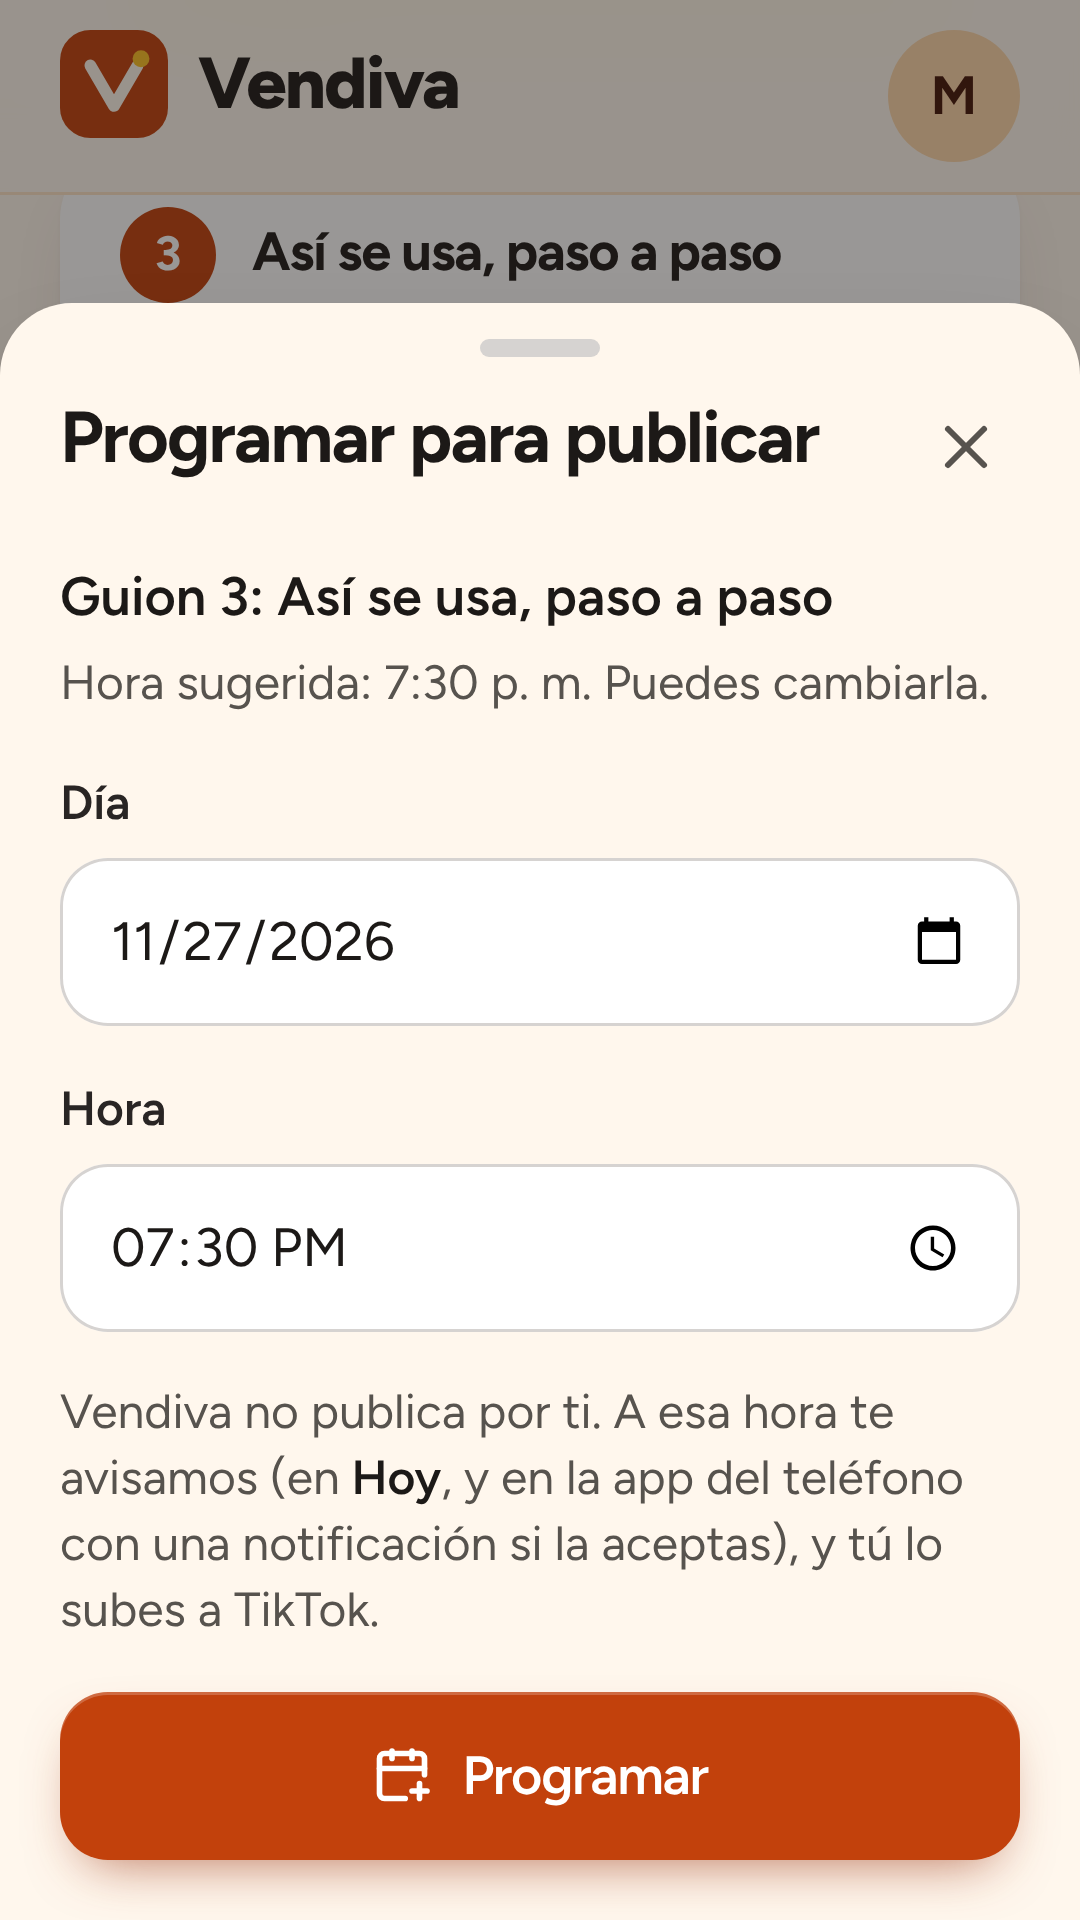 Vendiva
M
3
Así se usa, paso a paso
Programar para publicar
Guion 3: Así se usa, paso a paso
Hora sugerida: 7:30 p. m. Puedes cambiarla.
Día
11/27/2026
Hora
07:30 PM
Vendiva no publica por ti. A esa hora te
avisamos (en Hoy, y en la app del teléfono
con una notificación si la aceptas), y tú lo
subes a TikTok.
Programar